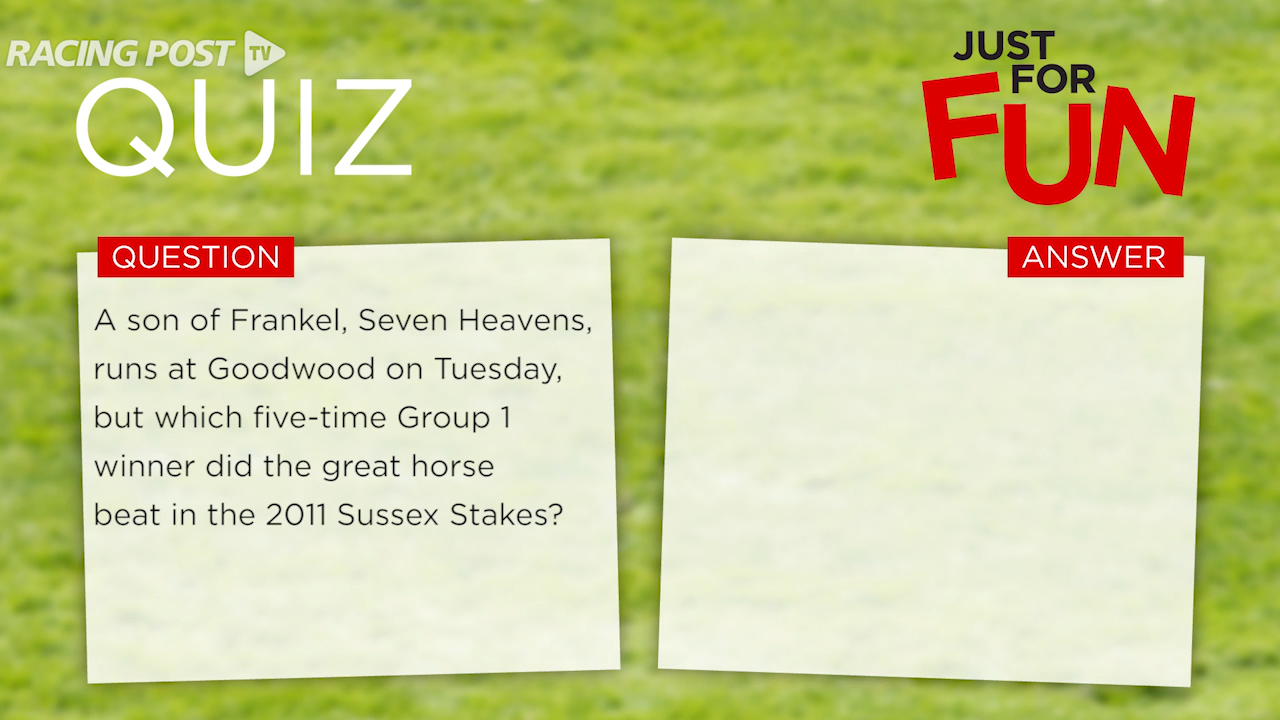 RACING POST TV
QUIZ
JUST
FOR
FUN
QUESTION
A son of Frankel, Seven Heavens,
runs at Goodwood on Tuesday,
but which five-time Group 1
winner did the great horse
beat in the 2011 Sussex Stakes?
ANSWER